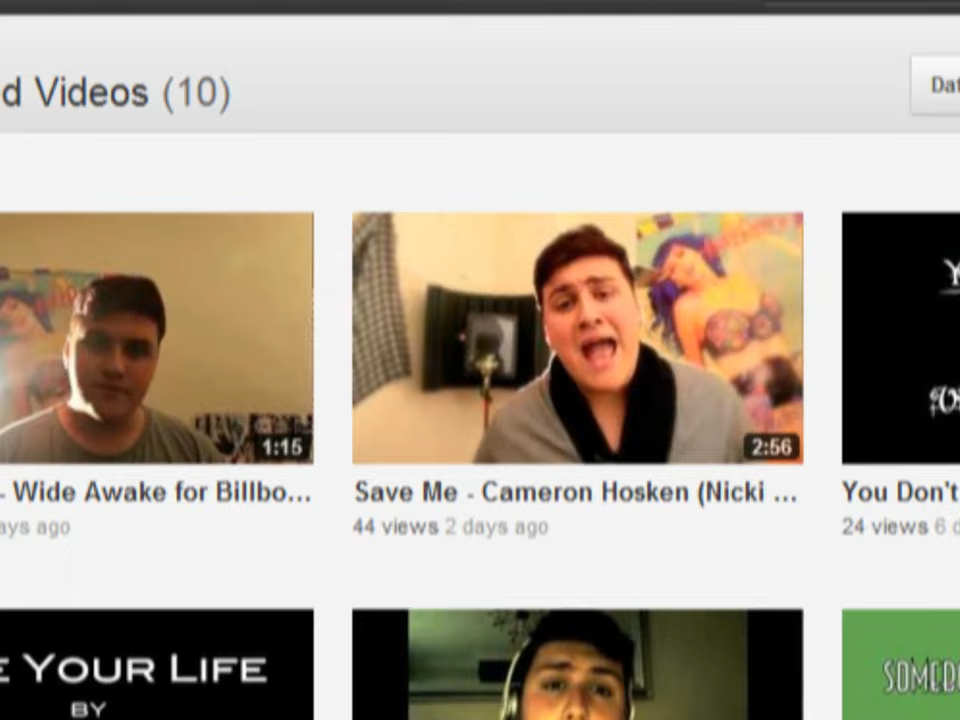 d Videos (10)
Dat
1:15
2:56
- Wide Awake for Billbo...
Save Me - Cameron Hosken (Nicki ...
You Don't
ays ago
44 views 2 days ago
24 views 6 d
E YOUR LIFE
BY
SOMEB